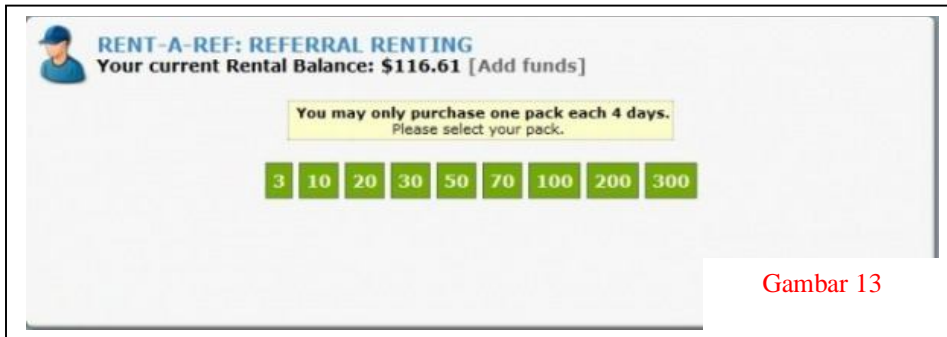 RENT-A-REF: REFERRAL RENTING
Your current Rental Balance: $116.61 [Add funds]
You may only purchase one pack each 4 days.
Please select your pack.
3 10 20 30 50 70 100 200 300
Gambar 13